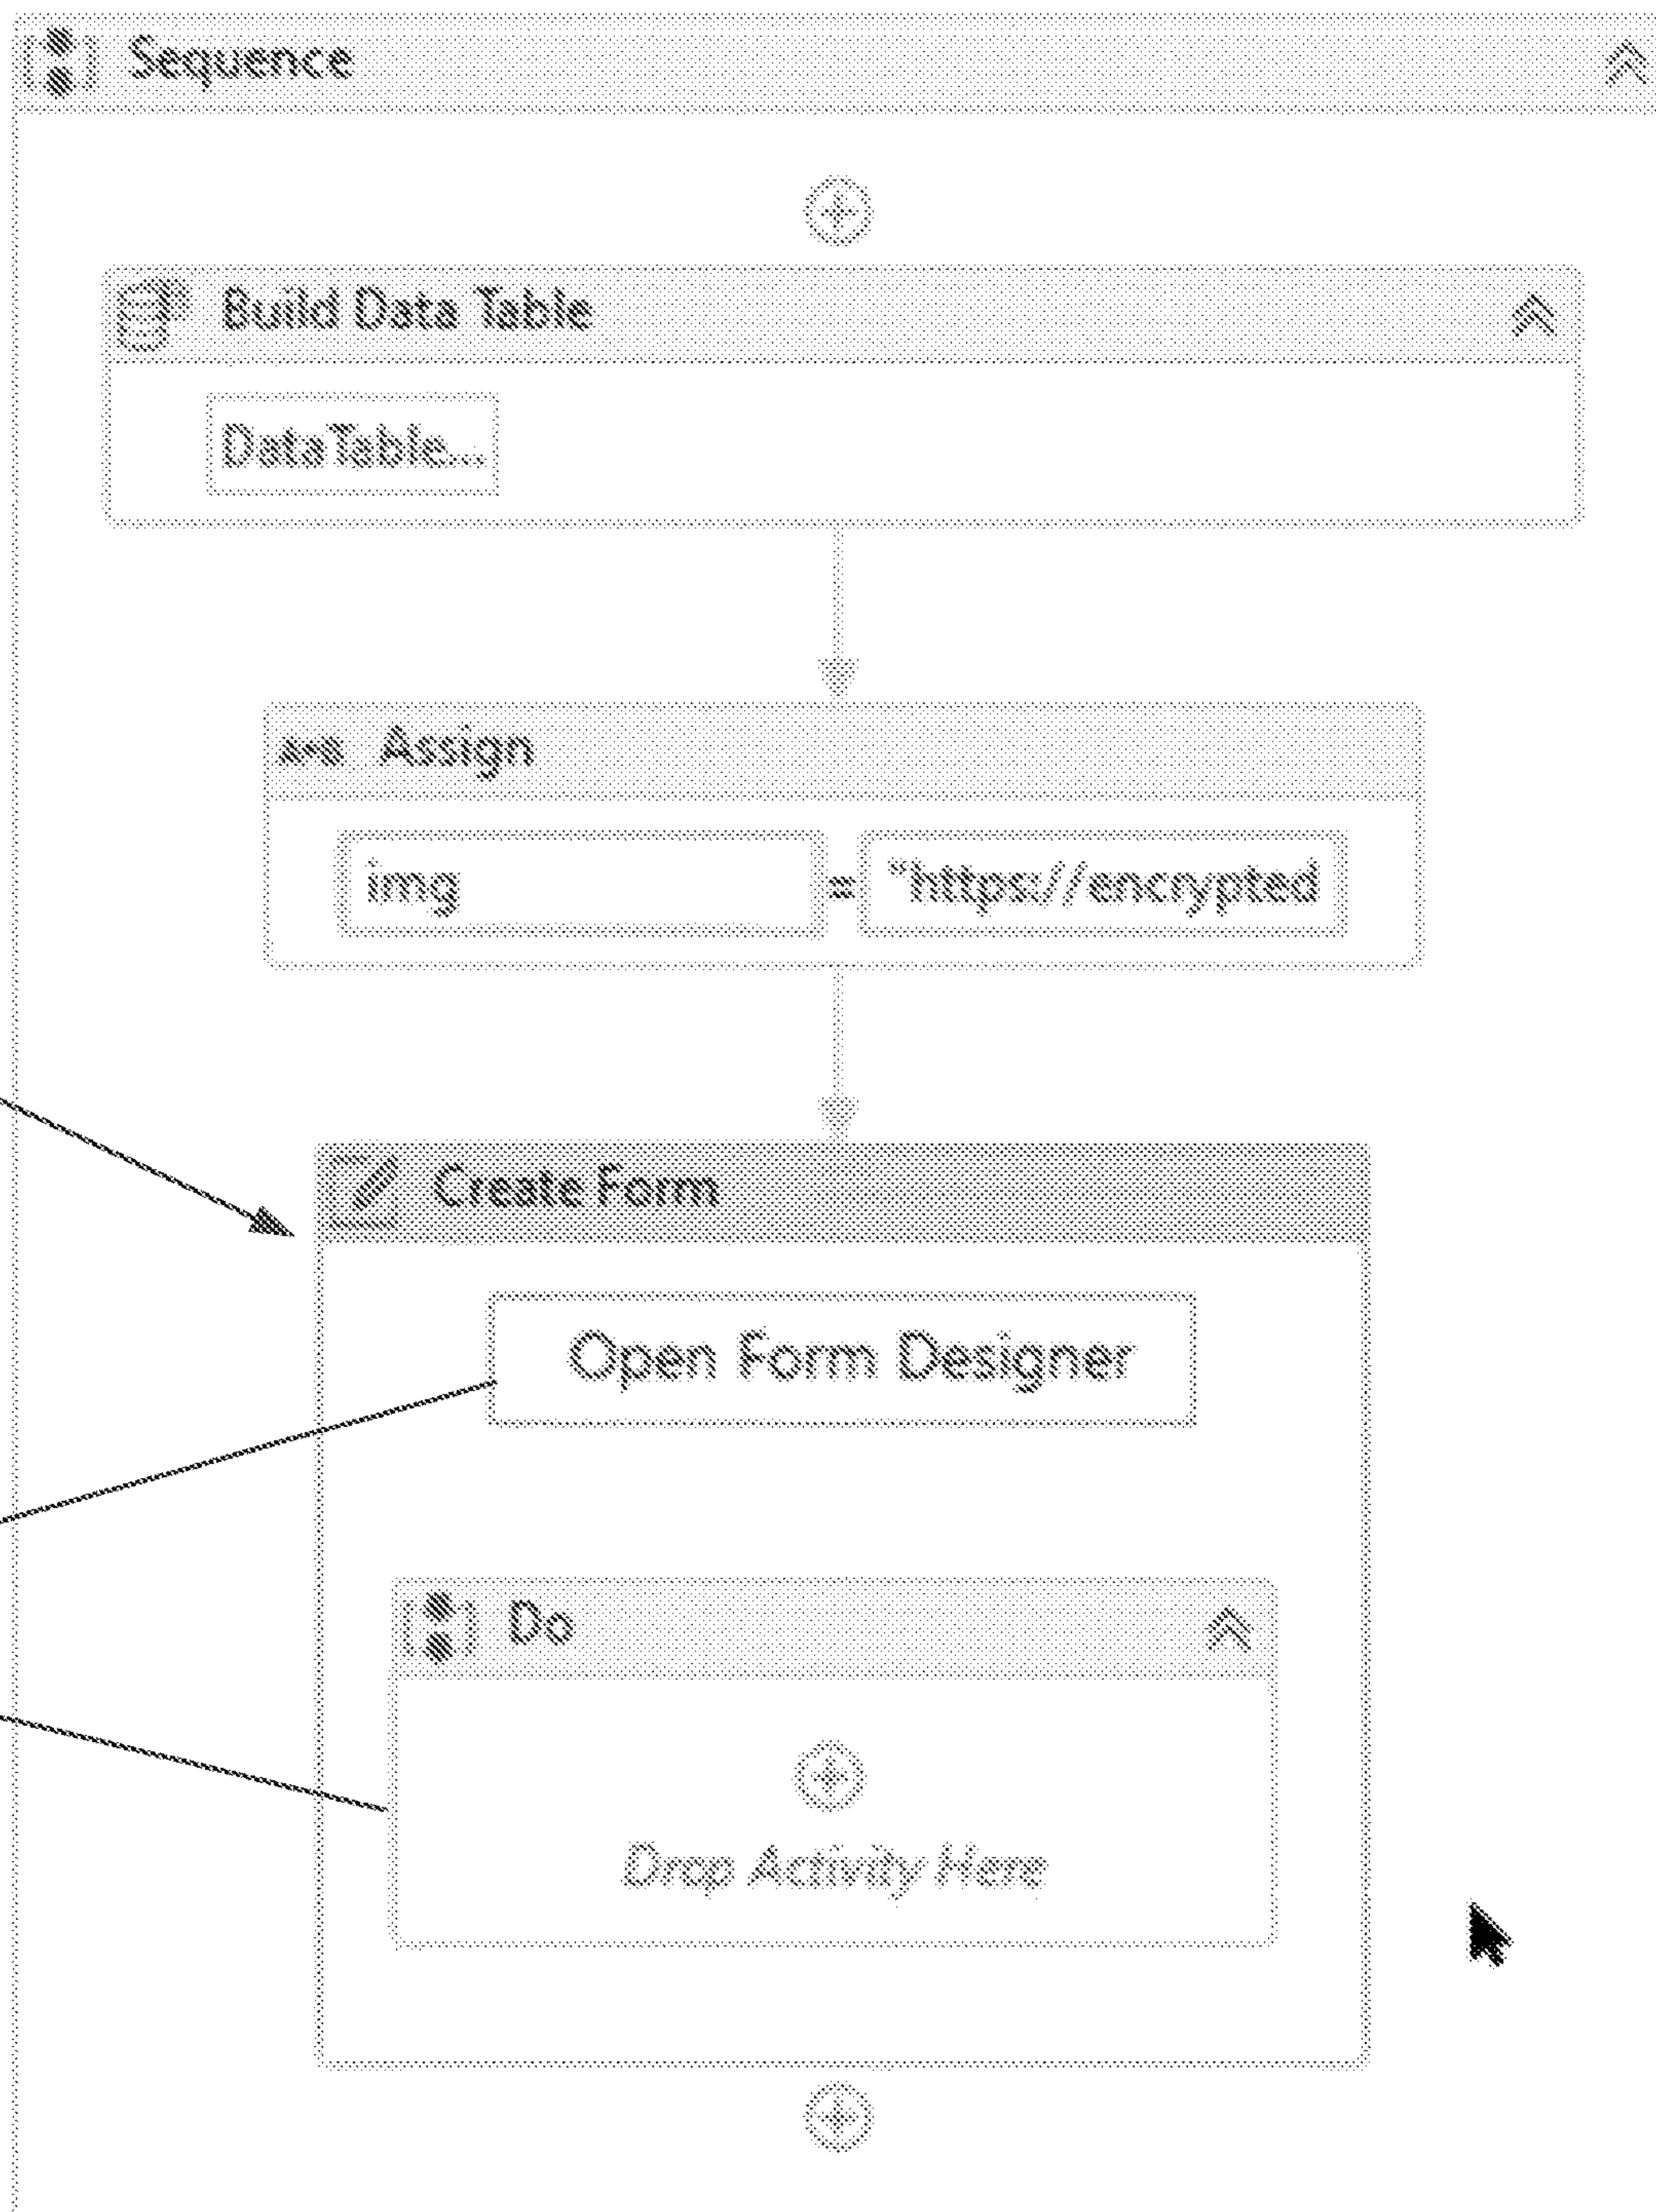 Sequence
Build Data Table
DataTable...
A+B Assign
img = "https://encrypted
Create Form
Open Form Designer
Do
Drop Activity Here